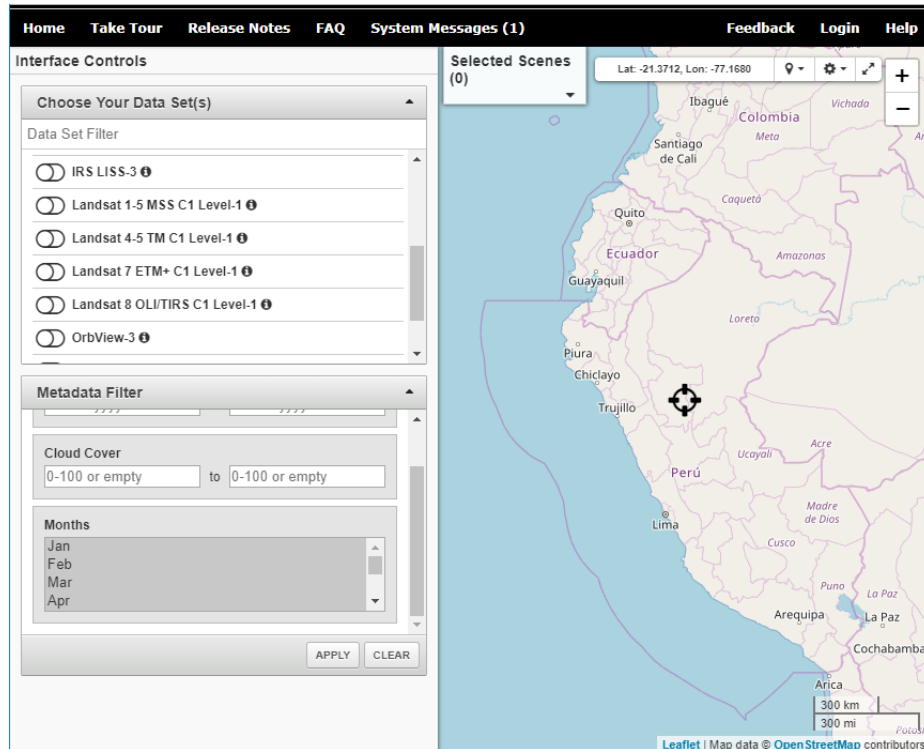 Home Take Tour Release Notes FAQ System Messages (1) Feedback Login Help
Interface Controls
Choose Your Data Set(s)
Data Set Filter
IRS LISS-3
Landsat 1-5 MSS C1 Level-1
Landsat 4-5 TM C1 Level-1
Landsat 7 ETM+ C1 Level-1
Landsat 8 OLI/TIRS C1 Level-1
OrbView-3
Metadata Filter
Cloud Cover
0-100 or empty to 0-100 or empty
Months
Jan
Feb
Mar
Apr
APPLY CLEAR
Selected Scenes
(0)
Lat: -21.3712, Lon: -77.1680
+
−
Ibagué
Vichada
Colombia
Meta
Santiago
de Cali
Caquetá
Quito
Ecuador
Amazonas
Guayaquil
Loreto
Piura
Chiclayo
Trujillo
Acre
Ucayali
Perú
Madre
de Dios
Lima
Cusco
Puno
La Paz
Arequipa
La Paz
Cochabamba
Arica
300 km
300 mi
Leaflet | Map data © OpenStreetMap contributors